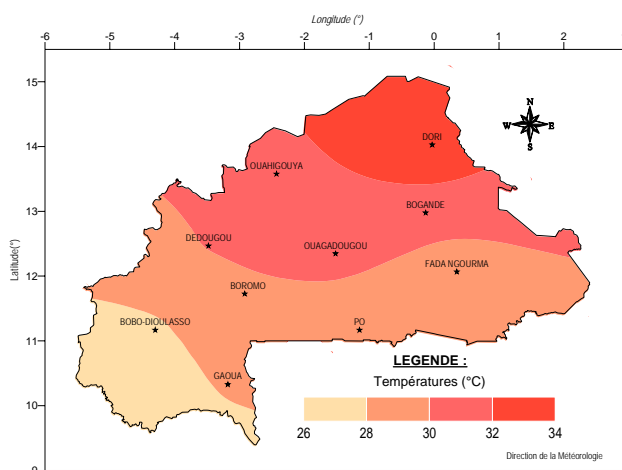 Longitude (°)
-6 -5 -4 -3 -2 -1 0 1 2
15
14
13
12
11
10
9
Latitude(°)
N
W E
S
DORI
OUAHIGOUYA
BOGANDE
DEDOUGOU
OUAGADOUGOU
FADA NGOURMA
BOROMO
BOBO-DIOULASSO
PO
GAOUA
LEGENDE :
Températures (°C)
26 28 30 32 34
Direction de la Météorologie